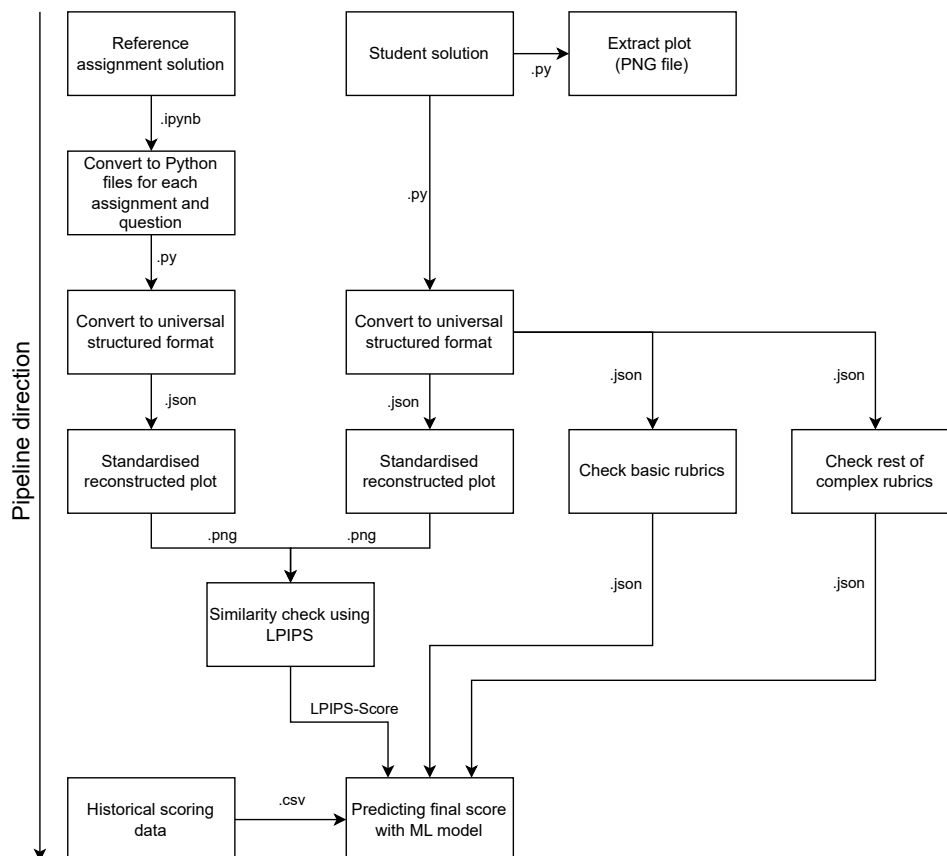 Reference
assignment solution
Student solution
Extract plot
(PNG file)
.py
.ipynb
Convert to Python
files for each
assignment and
question
.py
.py
Convert to universal
structured format
Convert to universal
structured format
.json
.json
.json
.json
Standardised
reconstructed plot
Standardised
reconstructed plot
Check basic rubrics
Check rest of
complex rubrics
.png
.png
Similarity check using
LPIPS
.json
.json
LPIPS-Score
Historical scoring
data
.csv
Predicting final score
with ML model
Pipeline direction